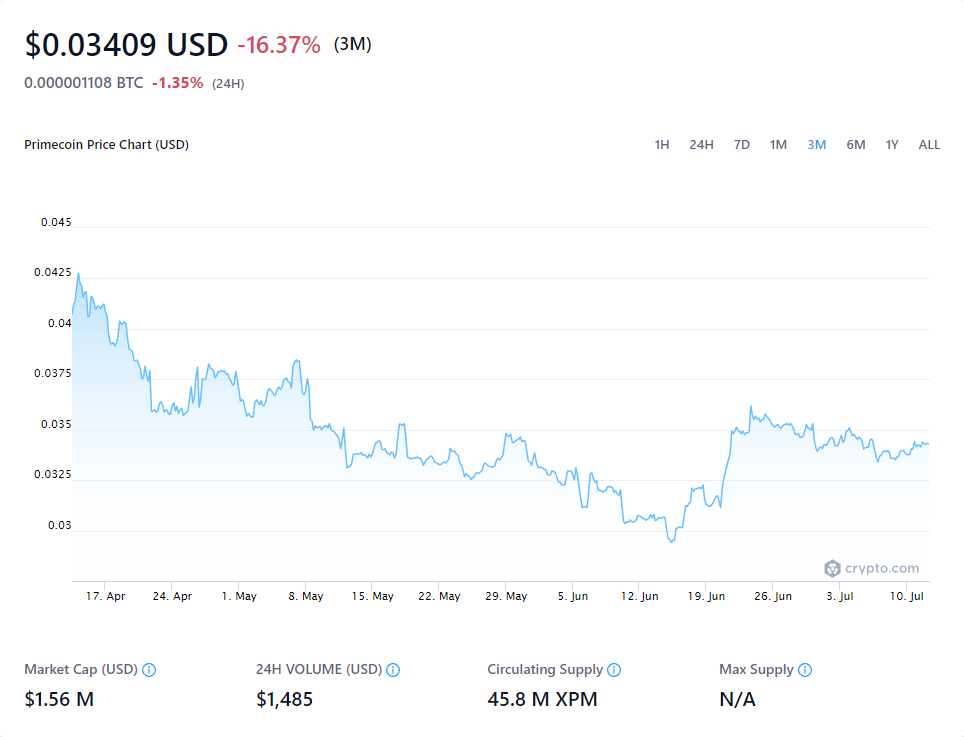 $0.03409 USD -16.37% (3M)
0.000001108 BTC -1.35% (24H)
Primecoin Price Chart (USD) 1H 24H 7D 1M 3M 6M 1Y ALL
0.045
0.0425
0.04
0.0375
0.035
0.0325
0.03
crypto.com
17. Apr 24. Apr 1. May 8. May 15. May 22. May 29. May 5. Jun 12. Jun 19. Jun 26. Jun 3. Jul 10. Jul
Market Cap (USD) 24H VOLUME (USD) Circulating Supply Max Supply
$1.56 M $1,485 45.8 M XPM N/A